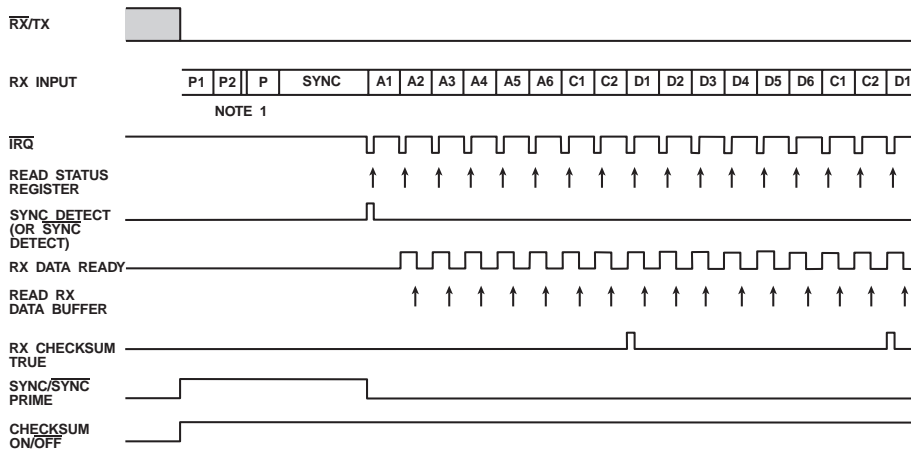 RX/TX
RX INPUT P1 P2 P SYNC A1 A2 A3 A4 A5 A6 C1 C2 D1 D2 D3 D4 D5 D6 C1 C2 D1
NOTE 1
IRQ
READ STATUS
REGISTER
SYNC DETECT
(OR SYNC
DETECT)
RX DATA READY
READ RX
DATA BUFFER
RX CHECKSUM
TRUE
SYNC/SYNC
PRIME
CHECKSUM
ON/OFF